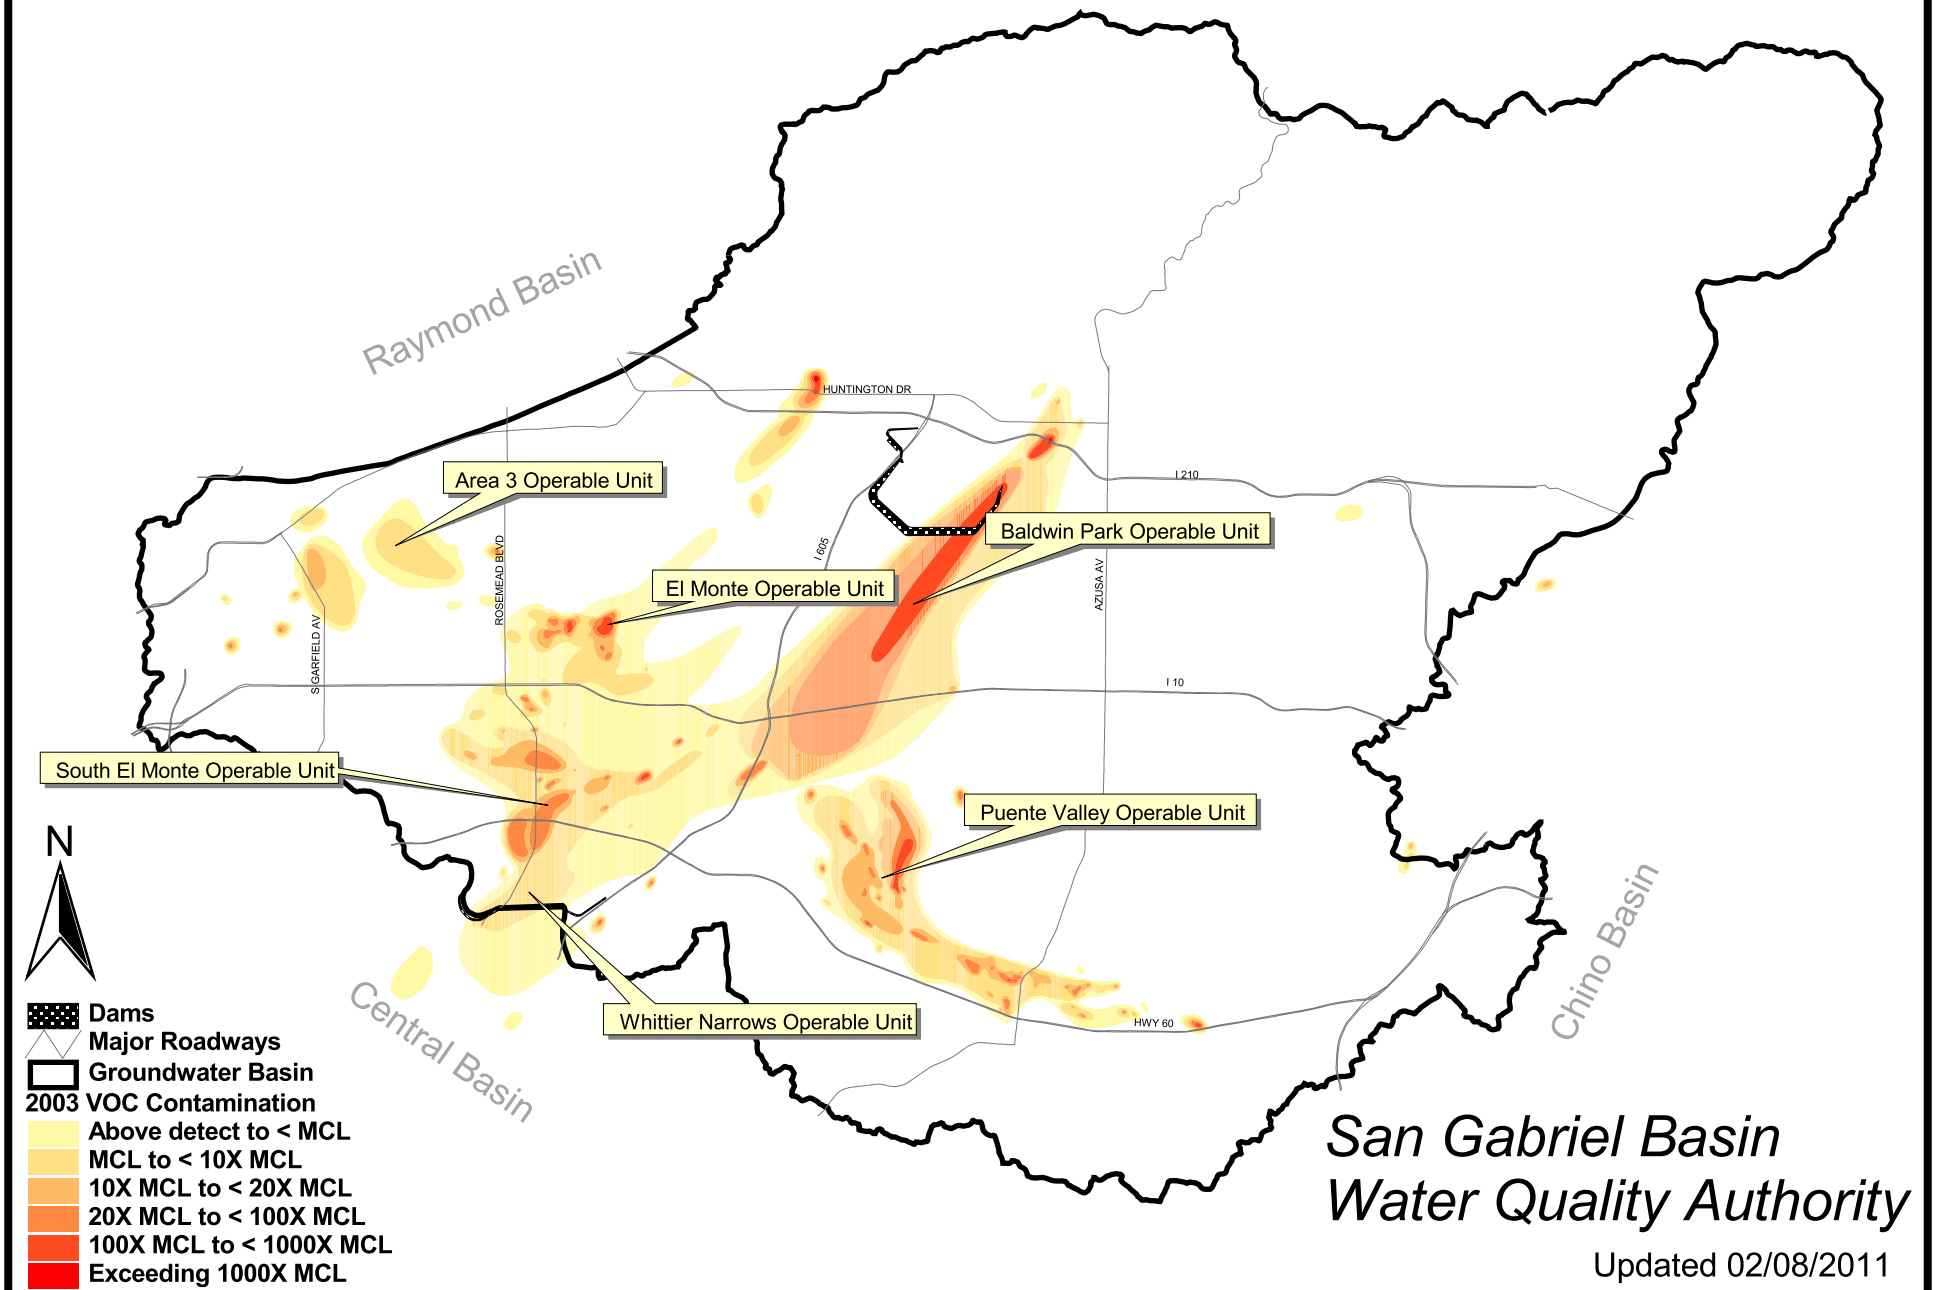 Raymond Basin
HUNTINGTON DR
Area 3 Operable Unit
I 210
Baldwin Park Operable Unit
ROSEMEAD BLVD
I 605
El Monte Operable Unit
AZUSA AV
S GARFIELD AV
I 10
South El Monte Operable Unit
Puente Valley Operable Unit
N
Chino Basin
Central Basin
Whittier Narrows Operable Unit
HWY 60
Dams
Major Roadways
Groundwater Basin
2003 VOC Contamination
Above detect to < MCL
MCL to < 10X MCL
10X MCL to < 20X MCL
20X MCL to < 100X MCL
100X MCL to < 1000X MCL
Exceeding 1000X MCL
San Gabriel Basin
Water Quality Authority
Updated 02/08/2011